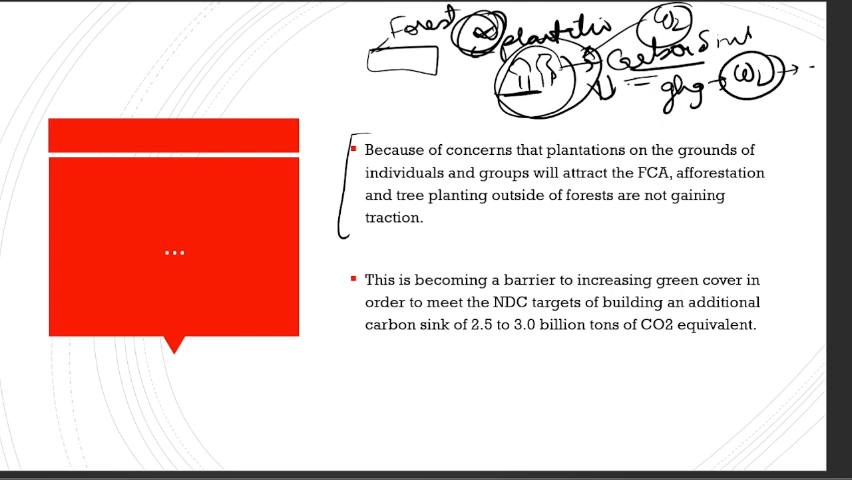 Forest
plantatio
Carbon Sink
ghg
...
Because of concerns that plantations on the grounds of
individuals and groups will attract the FCA, afforestation
and tree planting outside of forests are not gaining
traction.
This is becoming a barrier to increasing green cover in
order to meet the NDC targets of building an additional
carbon sink of 2.5 to 3.0 billion tons of CO2 equivalent.